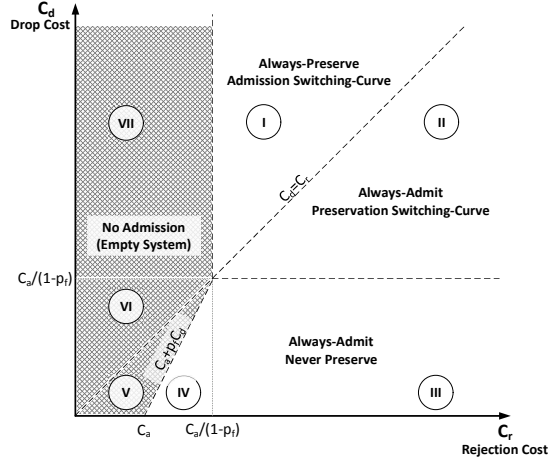 C_d
Drop Cost
Always-Preserve
Admission Switching-Curve
VII
I
II
C_d=C_r
Always-Admit
Preservation Switching-Curve
No Admission
(Empty System)
C_a/(1-p_f)
VI
C_a+p_fC_d
Always-Admit
Never Preserve
V
IV
III
C_a
C_a/(1-p_f)
C_r
Rejection Cost